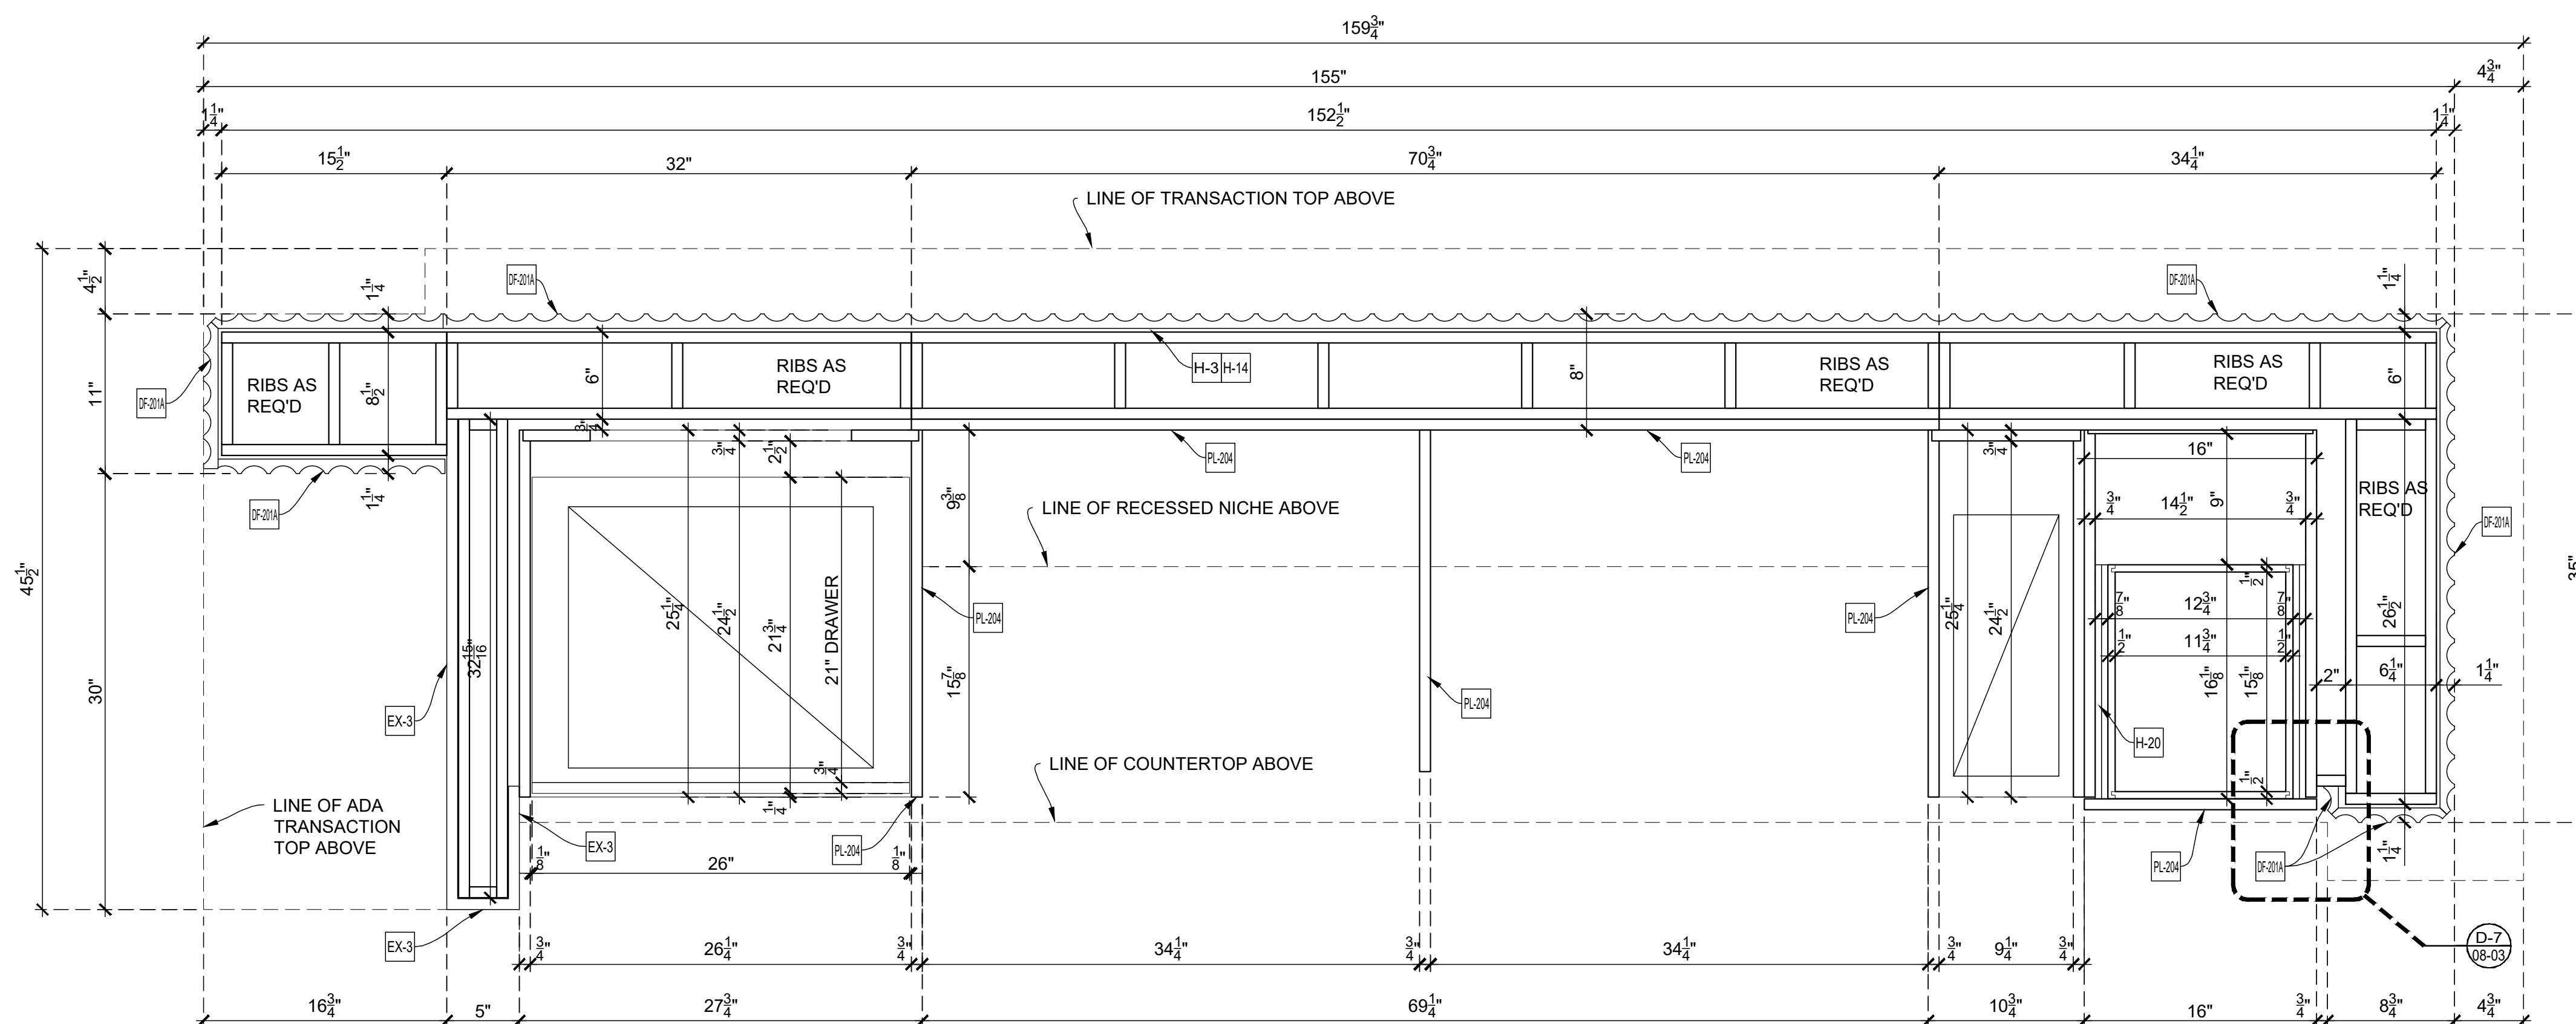 159 3/4"
155"
4 3/4"
1 1/4"
152 1/2"
1 1/4"
15 1/2"
32"
70 3/4"
34 1/4"
LINE OF TRANSACTION TOP ABOVE
4 1/2"
1 1/4"
DF-201A
DF-201A
1 1/4"
11"
DF-201A
RIBS AS
REQ'D
8 1/2"
6"
RIBS AS
REQ'D
H-3
H-14
8"
RIBS AS
REQ'D
RIBS AS
REQ'D
6"
35"
3/4"
3/4"
2 1/2"
PL-204
PL-204
3/4"
16"
DF-201A
1 1/4"
9 3/8"
LINE OF RECESSED NICHE ABOVE
3/4"
14 1/2"
3/4"
9"
RIBS AS
REQ'D
DF-201A
45 1/2"
30"
32 15/16"
25 1/4"
24 1/2"
21 3/4"
21" DRAWER
PL-204
15 7/8"
PL-204
PL-204
25 1/4"
24 1/2"
1/2"
7/8"
12 3/4"
7/8"
1/2"
11 3/4"
1/2"
16 1/8"
15 1/8"
26 1/2"
2"
6 1/4"
1 1/4"
EX-3
H-20
3/4"
1/4"
1/2"
LINE OF COUNTERTOP ABOVE
LINE OF ADA
TRANSACTION
TOP ABOVE
EX-3
PL-204
PL-204
DF-201A
1 1/4"
1/8"
26"
1/8"
EX-3
D-7
08-03
3/4"
26 1/4"
3/4"
34 1/4"
3/4"
34 1/4"
3/4"
9 1/4"
3/4"
16 3/4"
5"
27 3/4"
69 1/4"
10 3/4"
16"
3/4"
8 3/4"
4 3/4"